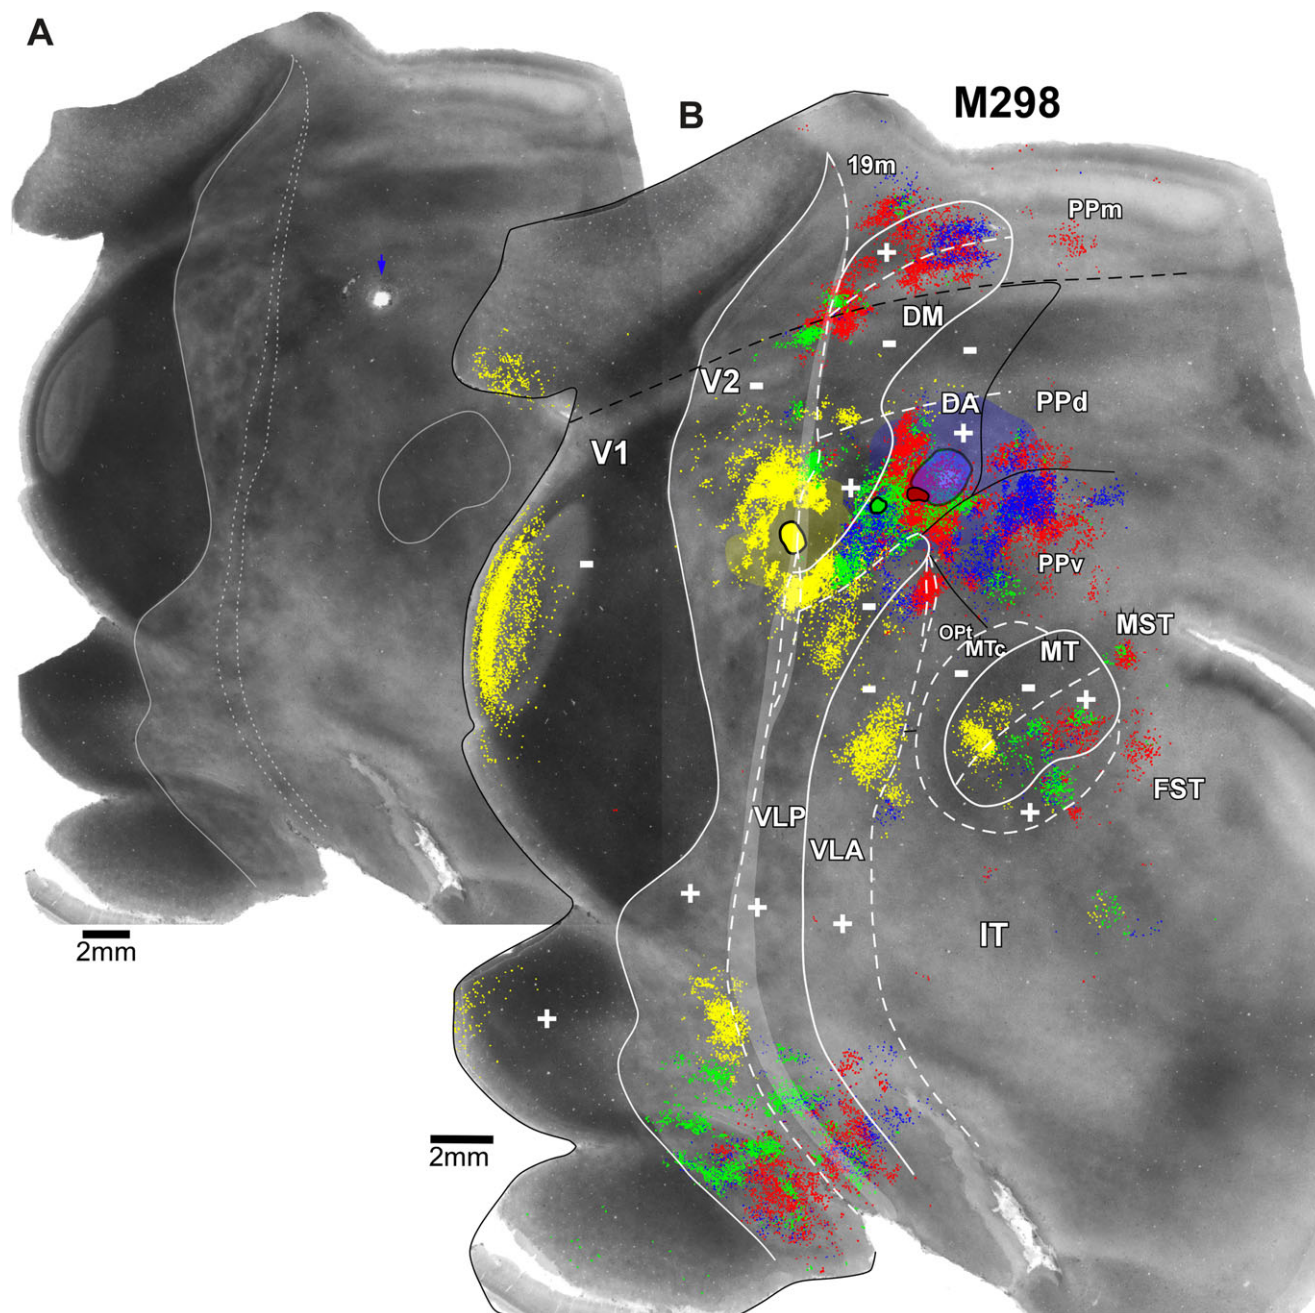 A
B
M298
19m
PPm
+
DM
-
-
V2
-
DA
PPd
+
V1
+
-
PPv
-
OPt
MTc
MT
MST
-
-
-
+
FST
+
VLP
VLA
+
+
+
IT
2mm
+
2mm